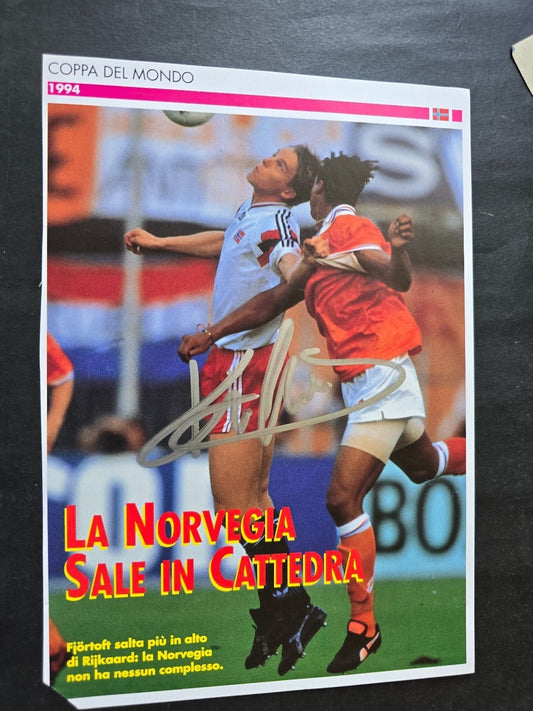 COPPA DEL MONDO
1994
S
BO
LA NORVEGIA
SALE IN CATTEDRA
Fjörtoft salta più in alto
di Rijkaard: la Norvegia
non ha nessun complesso.